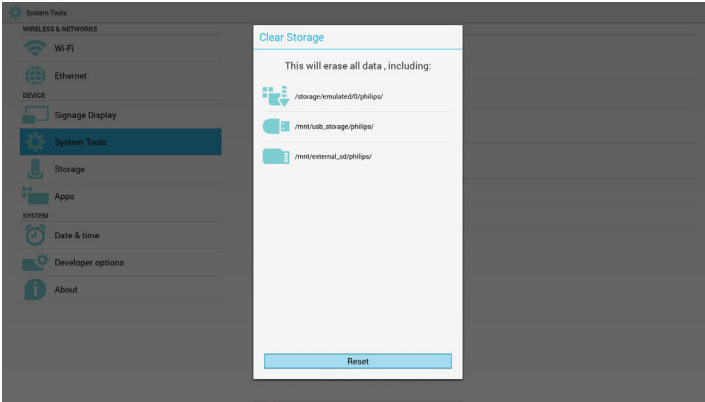 System Tools
WIRELESS & NETWORKS
Wi-Fi
Ethernet
DEVICE
Signage Display
System Tools
Storage
Apps
SYSTEM
Date & time
Developer options
About
Clear Storage
This will erase all data , including:
/storage/emulated/0/philips/
/mnt/usb_storage/philips/
/mnt/external_sd/philips/
Reset